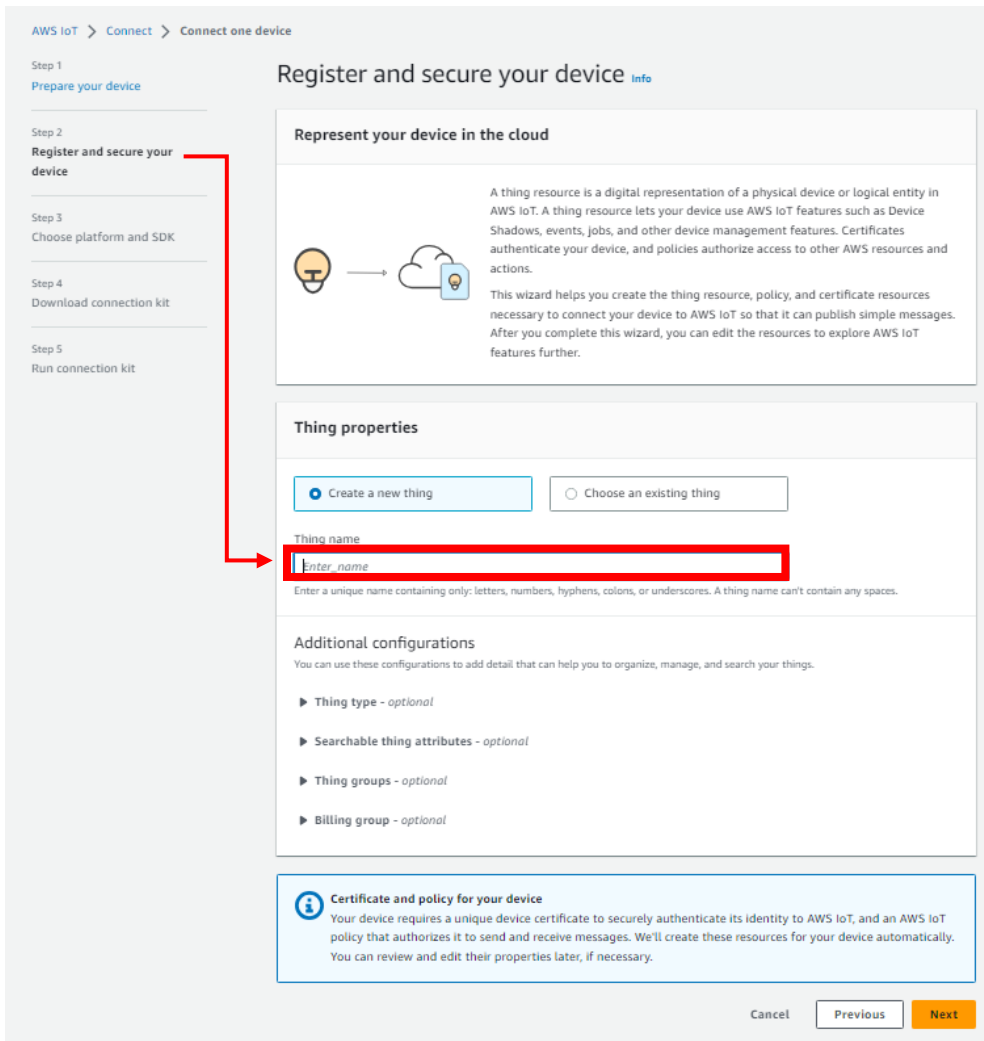 AWS IoT > Connect > Connect one device
Step 1
Prepare your device
Step 2
Register and secure your
device
Step 3
Choose platform and SDK
Step 4
Download connection kit
Step 5
Run connection kit
Register and secure your device Info
Represent your device in the cloud
A thing resource is a digital representation of a physical device or logical entity in
AWS IoT. A thing resource lets your device use AWS IoT features such as Device
Shadows, events, jobs, and other device management features. Certificates
authenticate your device, and policies authorize access to other AWS resources and
actions.
This wizard helps you create the thing resource, policy, and certificate resources
necessary to connect your device to AWS IoT so that it can publish simple messages.
After you complete this wizard, you can edit the resources to explore AWS IoT
features further.
Thing properties
Create a new thing
Choose an existing thing
Thing name
Enter_name
Enter a unique name containing only: letters, numbers, hyphens, colons, or underscores. A thing name can't contain any spaces.
Additional configurations
You can use these configurations to add detail that can help you to organize, manage, and search your things.
Thing type - optional
Searchable thing attributes - optional
Thing groups - optional
Billing group - optional
Certificate and policy for your device
Your device requires a unique device certificate to securely authenticate its identity to AWS IoT, and an AWS IoT
policy that authorizes it to send and receive messages. We'll create these resources for your device automatically.
You can review and edit their properties later, if necessary.
Cancel
Previous
Next